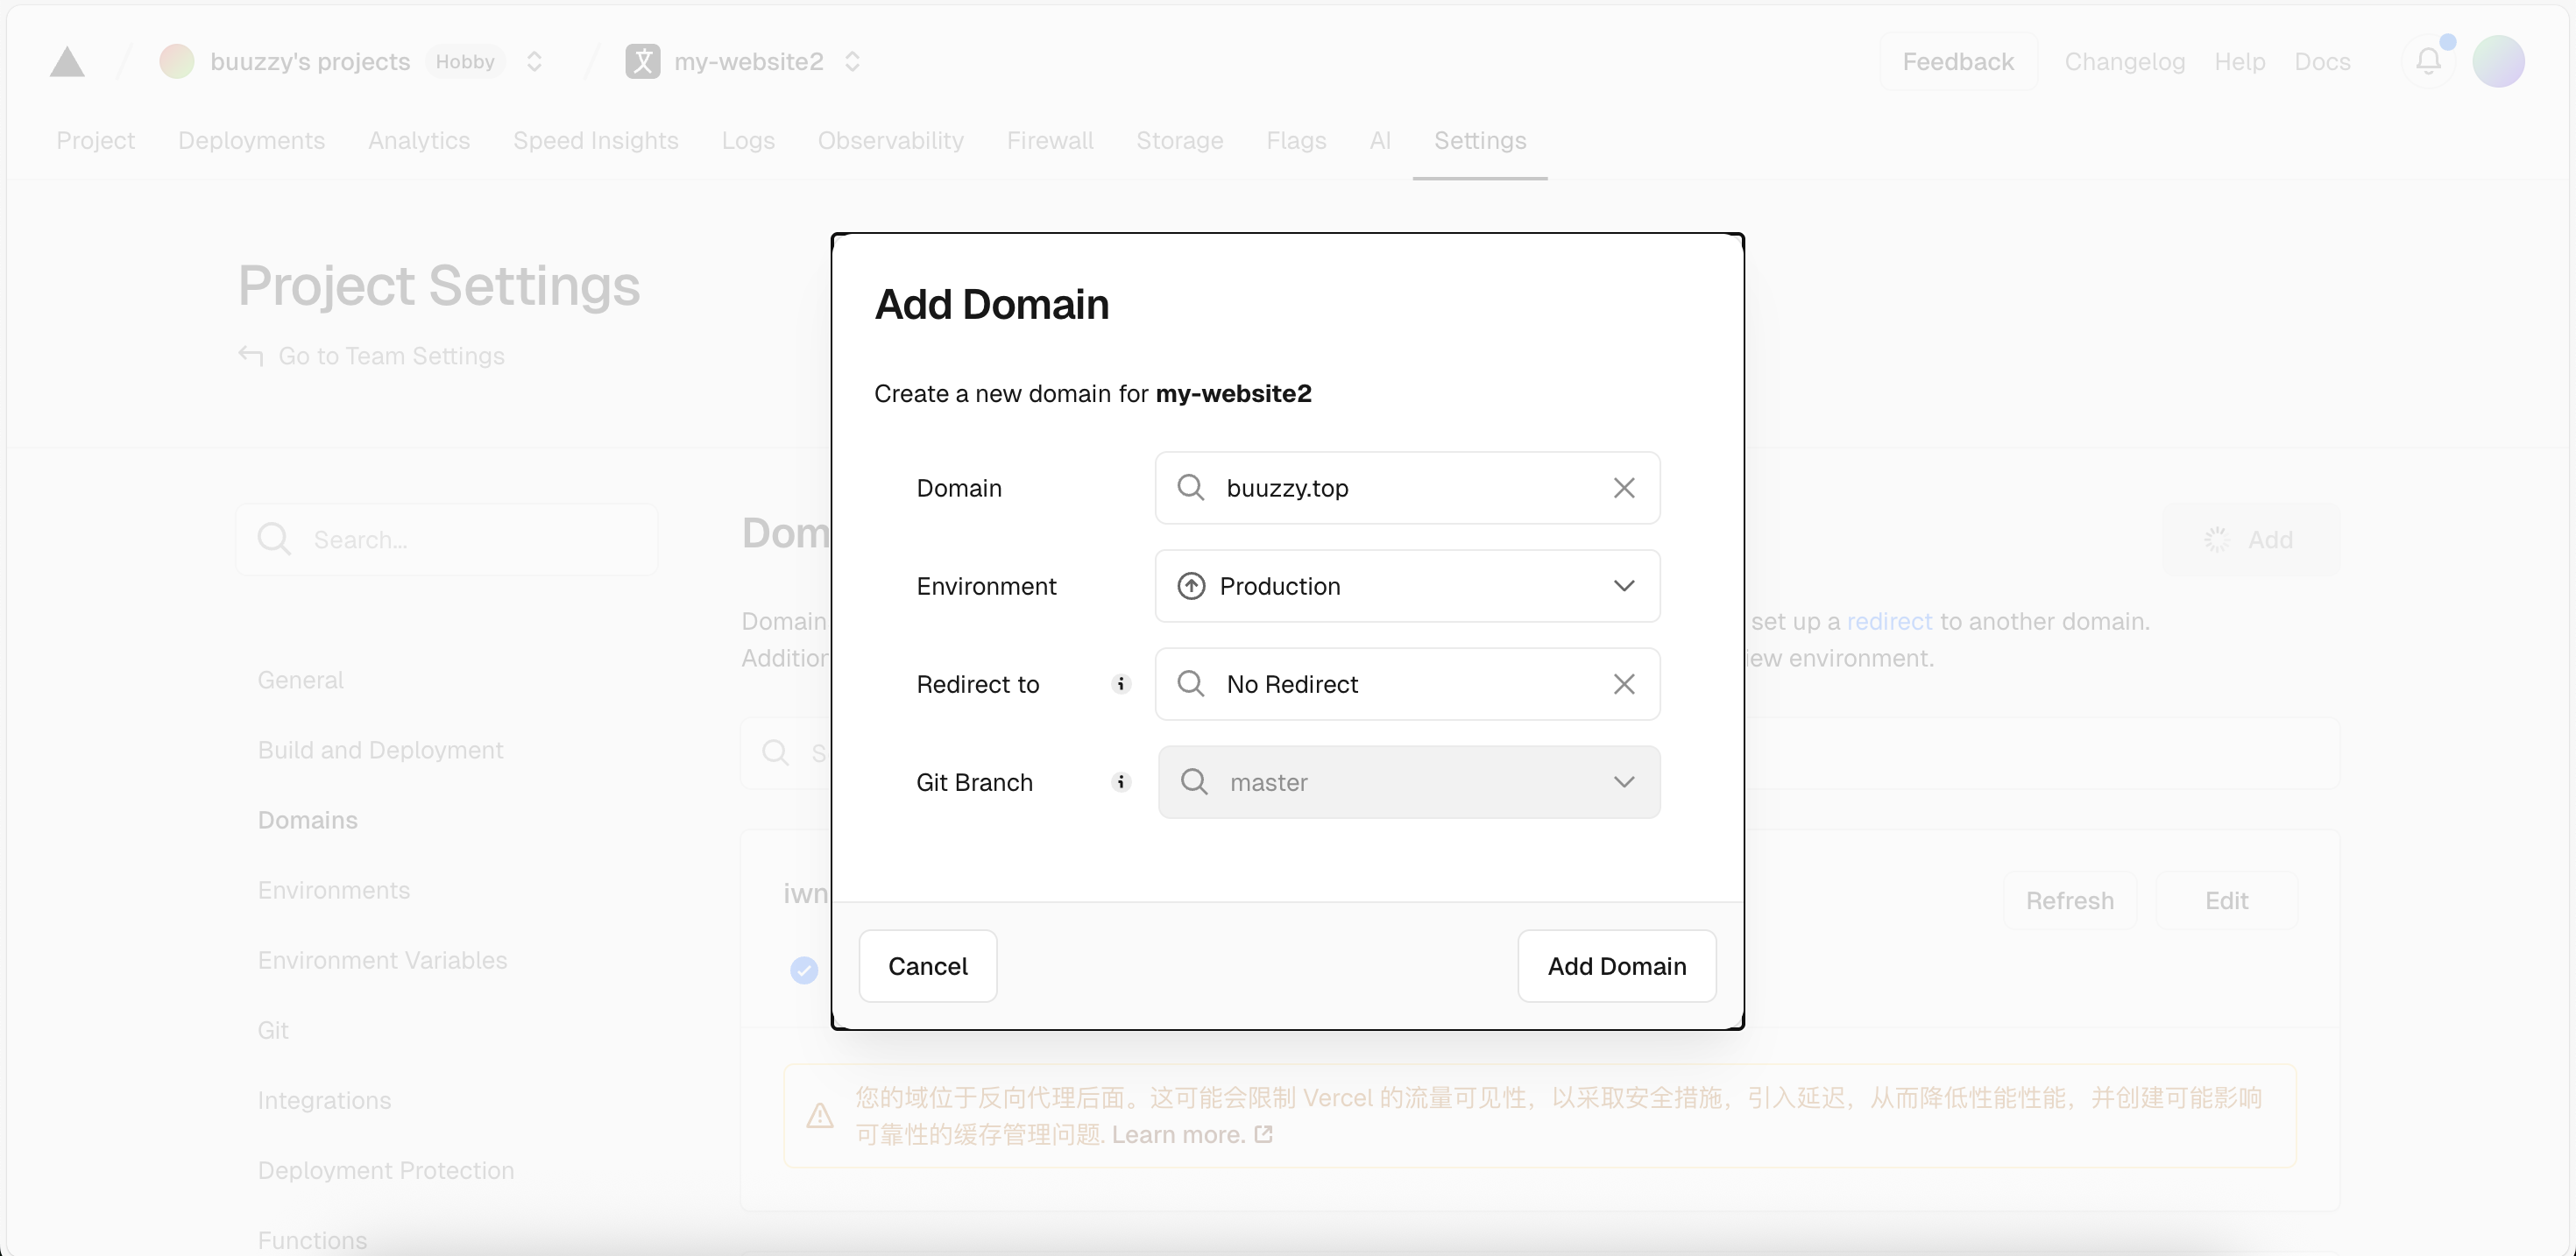 buuzzy's projects Hobby my-website2 Feedback Changelog Help Docs
Project Deployments Analytics Speed Insights Logs Observability Firewall Storage Flags AI Settings
Project Settings
Go to Team Settings
Search...
General
Build and Deployment
Domains
Environments
Environment Variables
Git
Integrations
Deployment Protection
Functions
Add
set up a redirect to another domain.
environment.
Refresh Edit
您的域位于反向代理后面。这可能会限制 Vercel 的流量可见性，以采取安全措施，引入延迟，从而降低性能性能，并创建可能影响
可靠性的缓存管理问题. Learn more.
Add Domain
Create a new domain for my-website2
Domain buuzzy.top
Environment Production
Redirect to No Redirect
Git Branch master
Cancel Add Domain